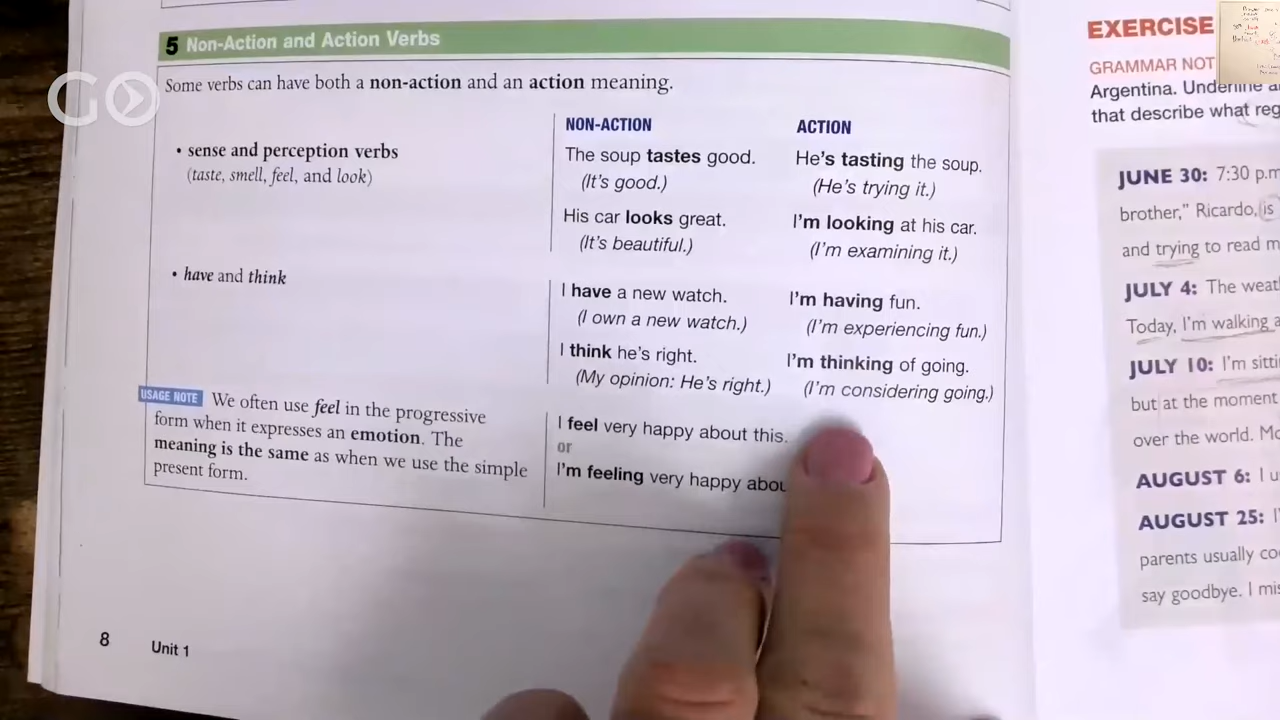 GO
5 Non-Action and Action Verbs
Some verbs can have both a non-action and an action meaning.
NON-ACTION ACTION
• sense and perception verbs
(taste, smell, feel, and look)
The soup tastes good. He's tasting the soup.
(It's good.) (He's trying it.)
His car looks great. I'm looking at his car.
(It's beautiful.) (I'm examining it.)
• have and think
I have a new watch. I'm having fun.
(I own a new watch.) (I'm experiencing fun.)
I think he's right. I'm thinking of going.
(My opinion: He's right.) (I'm considering going.)
USAGE NOTE We often use feel in the progressive
form when it expresses an emotion. The
meaning is the same as when we use the simple
present form.
I feel very happy about this.
or
I'm feeling very happy
8 Unit 1
EXERCISE
GRAMMAR
Argentina. Underline
that describe what
JUNE 30: 7:30 p.m
brother," Ricardo, is
and trying to read
JULY 4: The
Today, I'm walking
JULY 10: I'm
but at the moment
over the world.
AUGUST 6: I
AUGUST 25:
parents usually
say goodbye. I